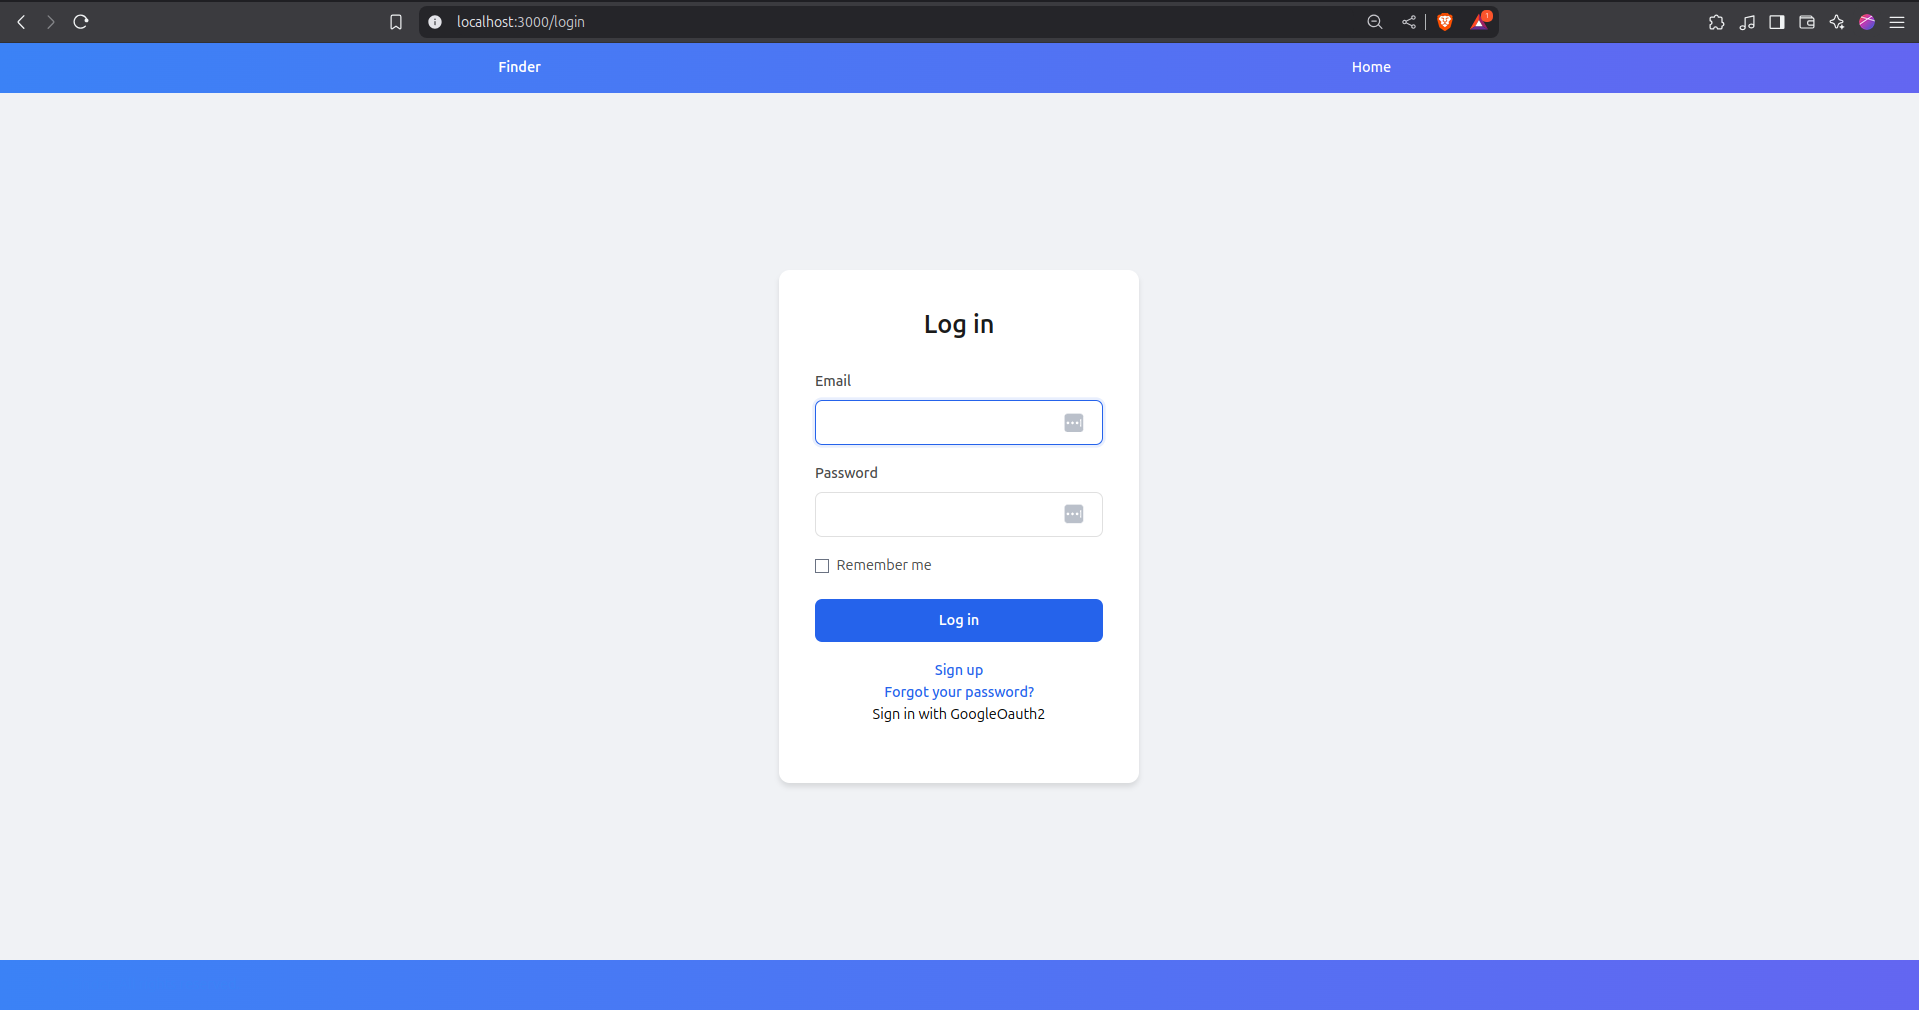 localhost:3000/login
1
Finder
Home
Log in
Email
Password
Remember me
Log in
Sign up
Forgot your password?
Sign in with GoogleOauth2